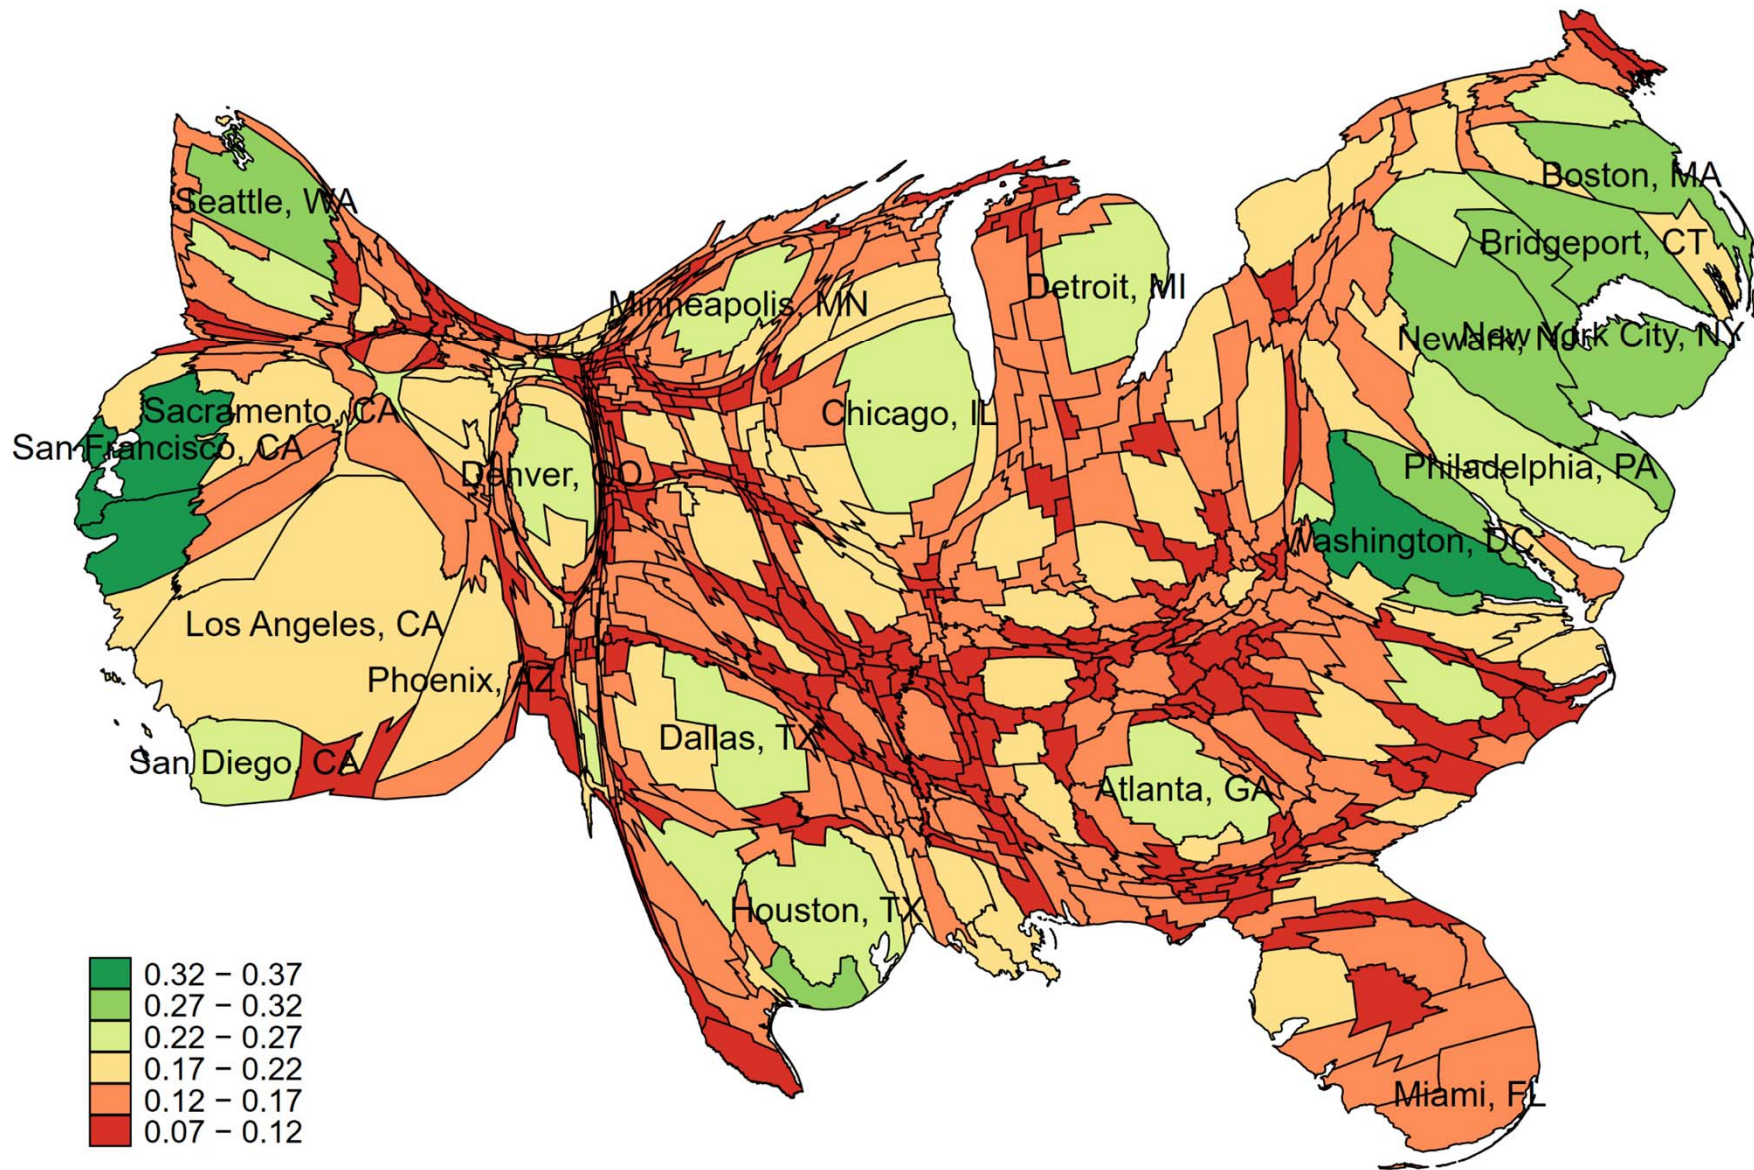 Seattle, WA
Boston, MA
Bridgeport, CT
Detroit, MI
Minneapolis, MN
Newark, NJ
New York City, NY
Sacramento, CA
Chicago, IL
San Francisco, CA
Denver, CO
Philadelphia, PA
Washington, DC
Los Angeles, CA
Phoenix, AZ
Dallas, TX
San Diego, CA
Atlanta, GA
Houston, TX
Miami, FL
0.32 − 0.37
0.27 − 0.32
0.22 − 0.27
0.17 − 0.22
0.12 − 0.17
0.07 − 0.12